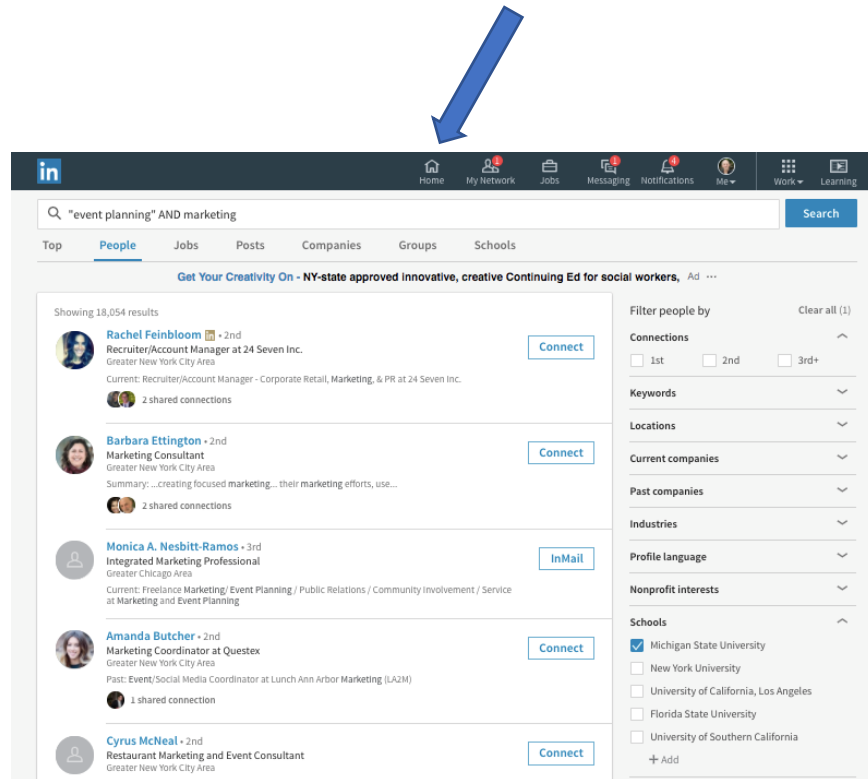 in
Home
1
My Network
Jobs
1
Messaging
4
Notifications
Me
Work
Learning
"event planning" AND marketing
Search
Top People Jobs Posts Companies Groups Schools
Get Your Creativity On - NY-state approved innovative, creative Continuing Ed for social workers, Ad ...
Showing 18,054 results
Rachel Feinbloom in • 2nd
Recruiter/Account Manager at 24 Seven Inc.
Greater New York City Area
Current: Recruiter/Account Manager - Corporate Retail, Marketing, & PR at 24 Seven Inc.
2 shared connections
Connect
Barbara Ettington • 2nd
Marketing Consultant
Greater New York City Area
Summary: ...creating focused marketing... their marketing efforts, use...
2 shared connections
Connect
Monica A. Nesbitt-Ramos • 3rd
Integrated Marketing Professional
Greater Chicago Area
Current: Freelance Marketing/ Event Planning / Public Relations / Community Involvement / Service
at Marketing and Event Planning
InMail
Amanda Butcher • 2nd
Marketing Coordinator at Questex
Greater New York City Area
Past: Event/Social Media Coordinator at Lunch Ann Arbor Marketing (LA2M)
1 shared connection
Connect
Cyrus McNeal • 2nd
Restaurant Marketing and Event Consultant
Greater New York City Area
Connect
Filter people by Clear all (1)
Connections
1st 2nd 3rd+
Keywords
Locations
Current companies
Past companies
Industries
Profile language
Nonprofit interests
Schools
Michigan State University
New York University
University of California, Los Angeles
Florida State University
University of Southern California
+ Add